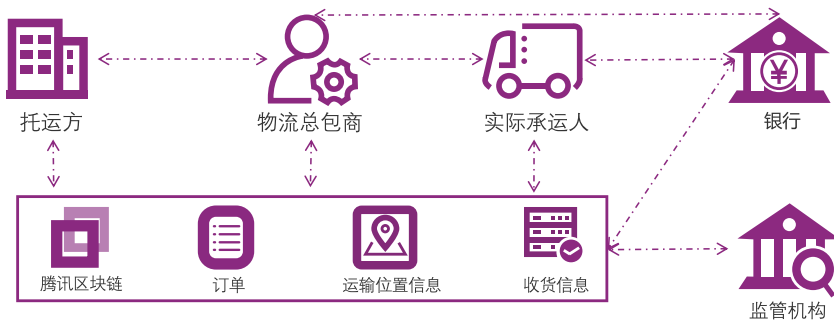 托运方
物流总包商
实际承运人
¥
银行
腾讯区块链
订单
运输位置信息
收货信息
监管机构